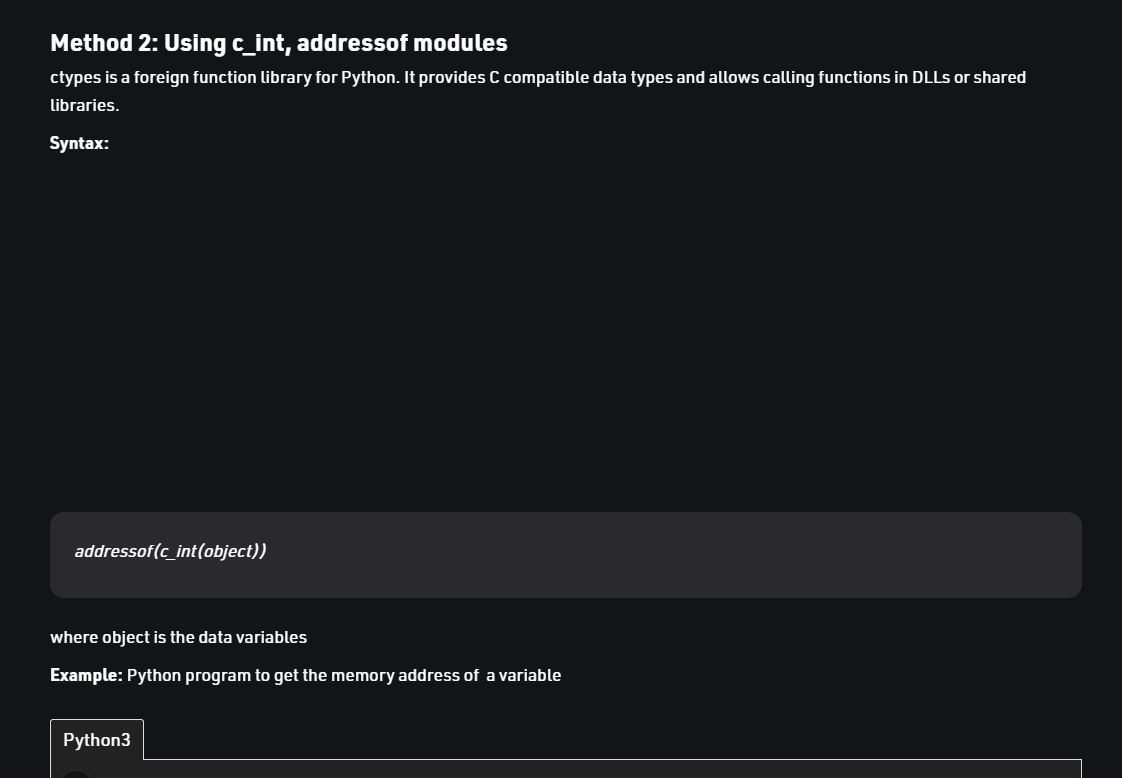 Method 2: Using c_int, addressof modules
ctypes is a foreign function library for Python. It provides C compatible data types and allows calling functions in DLLs or shared
libraries.
Syntax:
addressof(c_int(object))
where object is the data variables
Example: Python program to get the memory address of  a variable
Python3